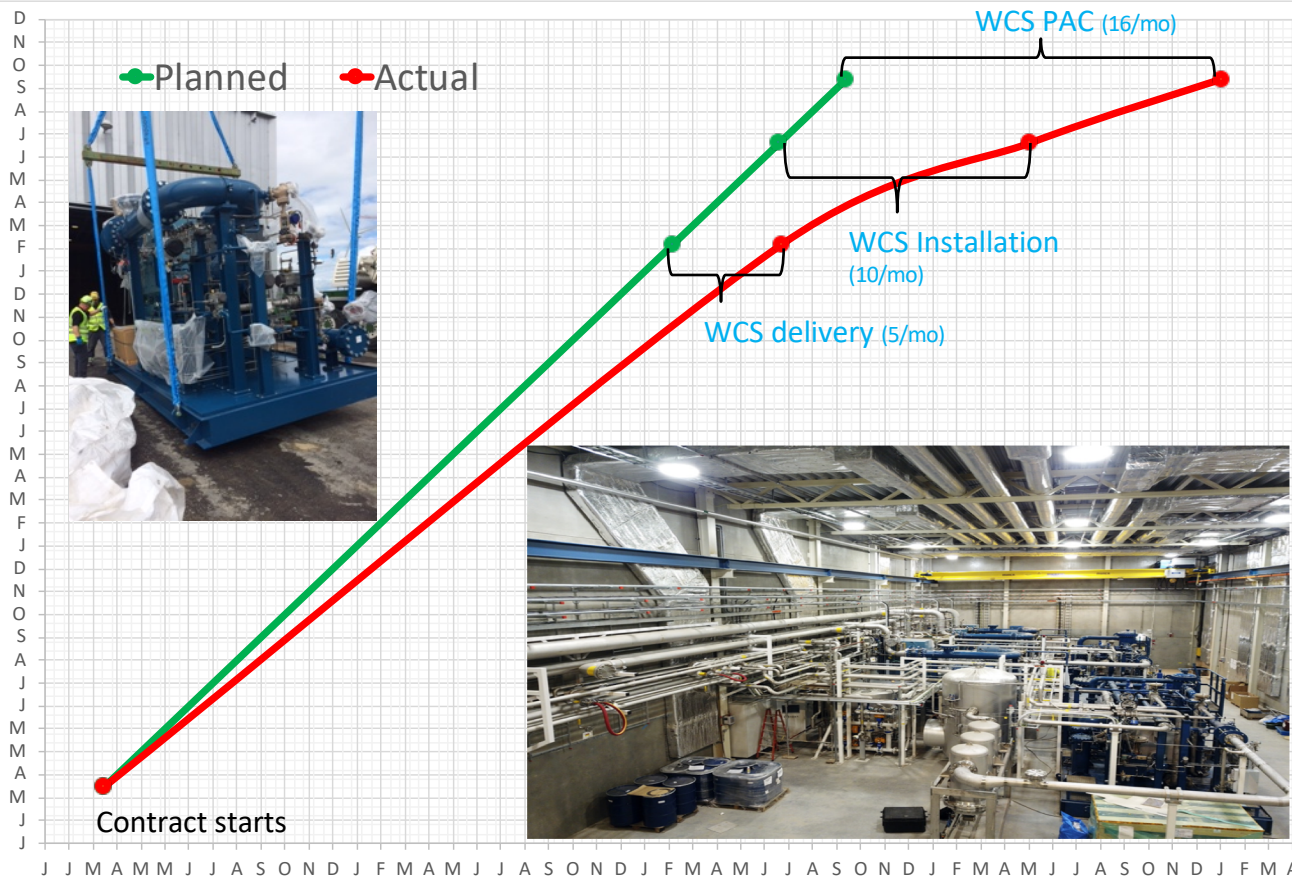 D
N
O
S
A
J
J
M
A
M
F
J
D
N
O
S
A
J
J
M
A
M
F
J
D
N
O
S
A
J
J
M
M
A
M
J
J
Planned
Actual
WCS PAC (16/mo)
WCS Installation
(10/mo)
WCS delivery (5/mo)
Contract starts
J J M A M M J J A S O N D J F M A M J J A S O N D J F M A M J J A S O N D J F M A M J J A S O N D J F M A